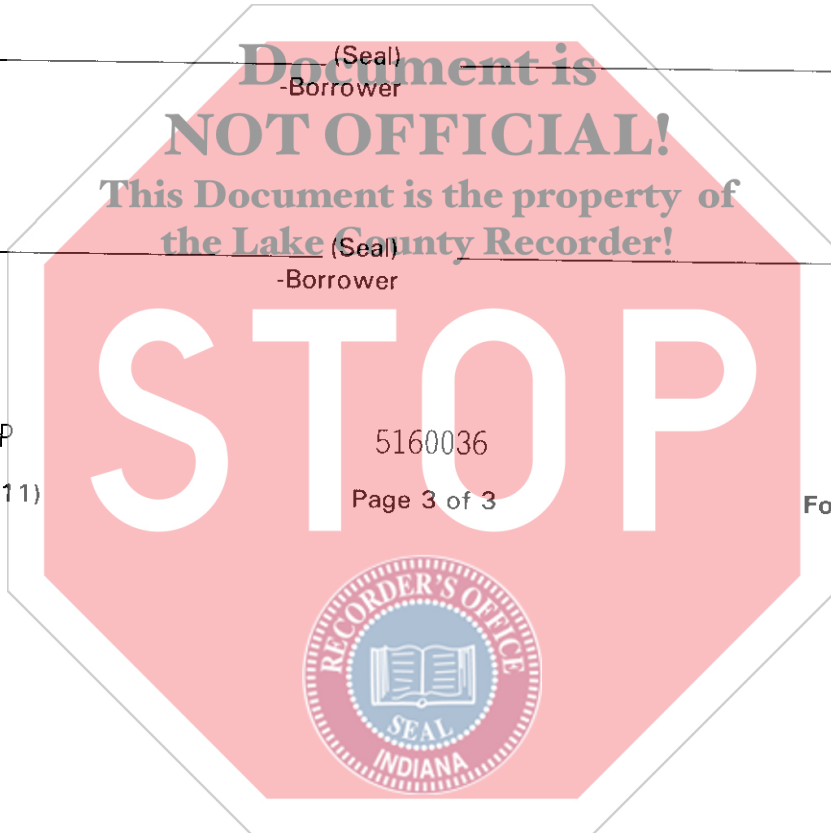 Document is
(Seal)
-Borrower
NOT OFFICIAL!
This Document is the property of
the Lake County Recorder!
(Seal)
-Borrower
STOP
P
5160036
11)
Page 3 of 3
Fo
RECORDER'S OFFICE
SEAL
INDIANA